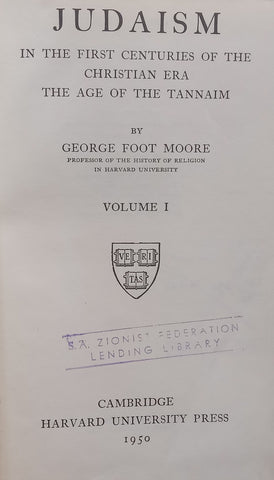 JUDAISM
IN THE FIRST CENTURIES OF THE
CHRISTIAN ERA
THE AGE OF THE TANNAIM
BY
GEORGE FOOT MOORE
PROFESSOR OF THE HISTORY OF RELIGION
IN HARVARD UNIVERSITY
VOLUME I
VE RI
TAS
S.A. ZIONIST FEDERATION
LENDING LIBRARY
CAMBRIDGE
HARVARD UNIVERSITY PRESS
1950